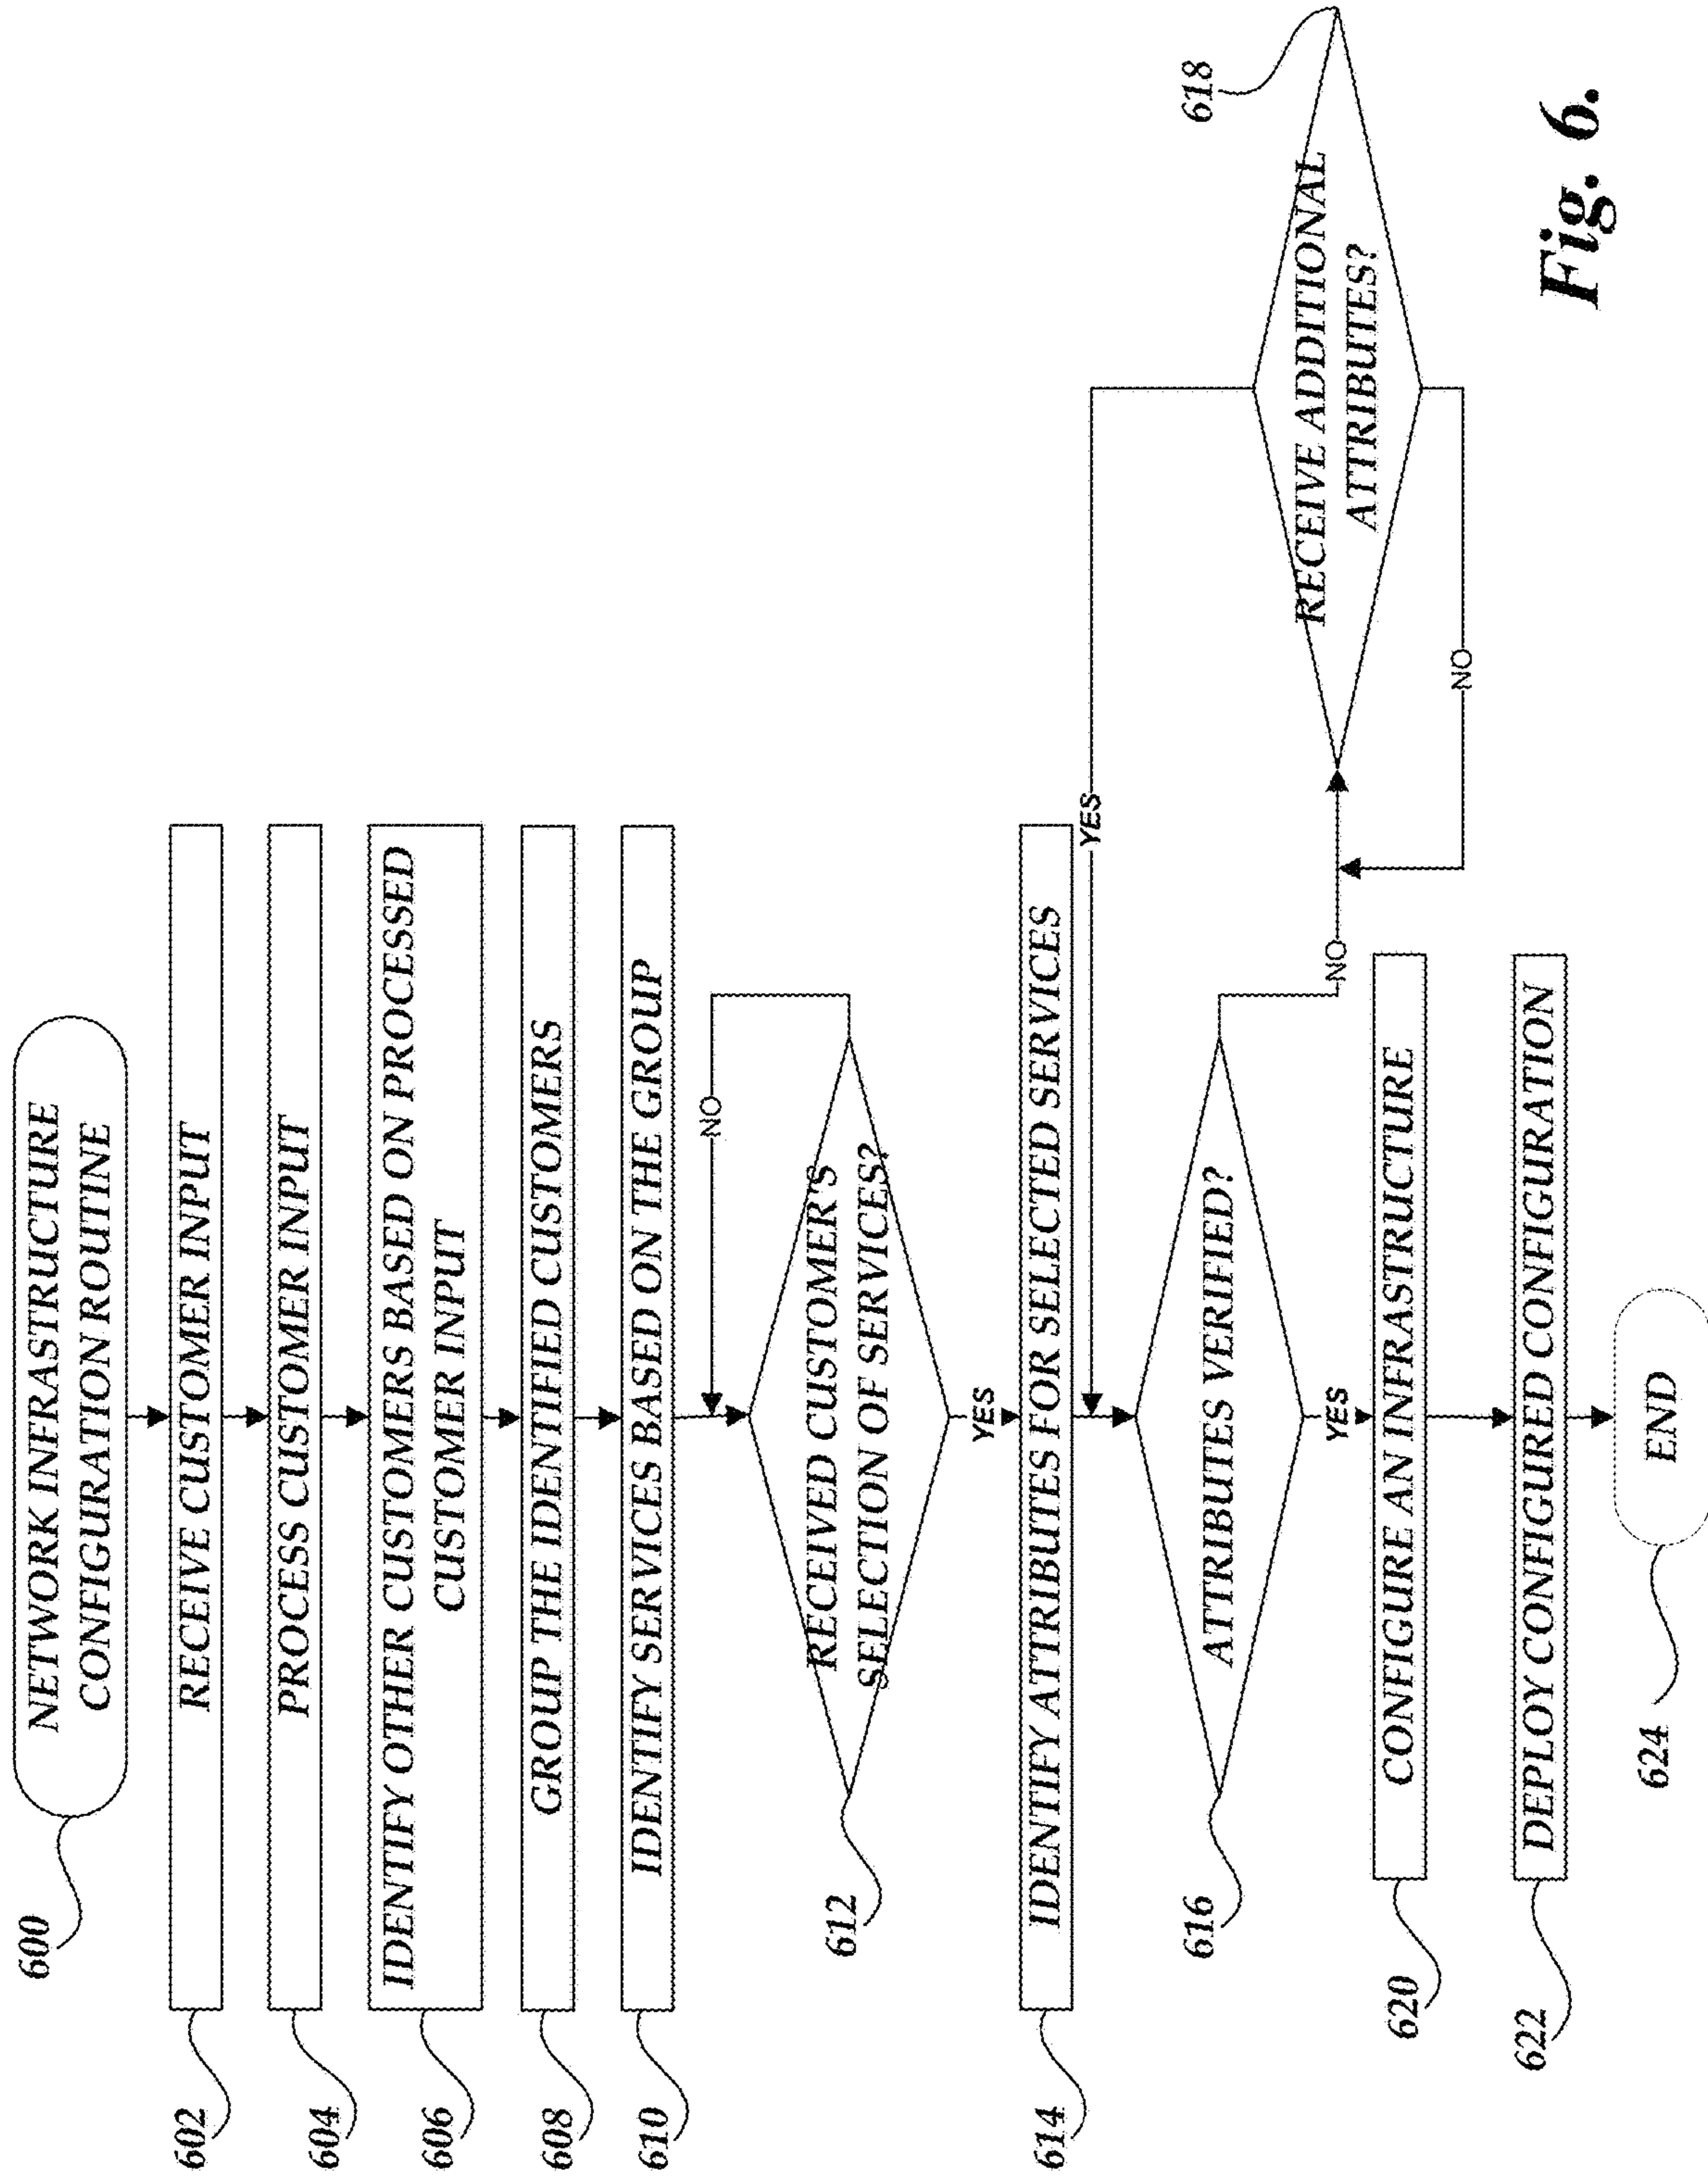 600
NETWORK INFRASTRUCTURE
CONFIGURATION ROUTINE
602
RECEIVE CUSTOMER INPUT
604
PROCESS CUSTOMER INPUT
606
IDENTIFY OTHER CUSTOMERS BASED ON PROCESSED
CUSTOMER INPUT
608
GROUP THE IDENTIFIED CUSTOMERS
610
IDENTIFY SERVICES BASED ON THE GROUP
NO
612
RECEIVED CUSTOMER'S
SELECTION OF SERVICES?
YES
614
IDENTIFY ATTRIBUTES FOR SELECTED SERVICES
YES
616
ATTRIBUTES VERIFIED?
NO
618
RECEIVE ADDITIONAL
ATTRIBUTES?
NO
YES
620
CONFIGURE AN INFRASTRUCTURE
622
DEPLOY CONFIGURED CONFIGURATION
624
END
Fig. 6.